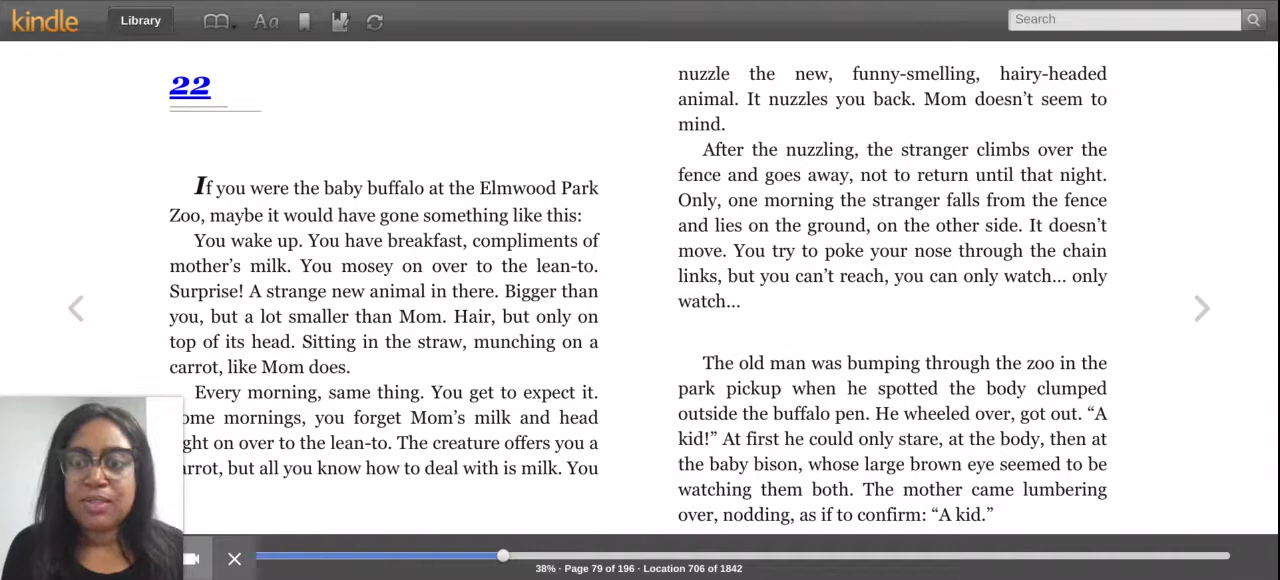 kindle
Library
Aa
Search
22
If you were the baby buffalo at the Elmwood Park
Zoo, maybe it would have gone something like this:
You wake up. You have breakfast, compliments of
mother's milk. You mosey on over to the lean-to.
Surprise! A strange new animal in there. Bigger than
you, but a lot smaller than Mom. Hair, but only on
top of its head. Sitting in the straw, munching on a
carrot, like Mom does.
Every morning, same thing. You get to expect it.
ome mornings, you forget Mom's milk and head
ght on over to the lean-to. The creature offers you a
arrot, but all you know how to deal with is milk. You
nuzzle the new, funny-smelling, hairy-headed
animal. It nuzzles you back. Mom doesn't seem to
mind.
After the nuzzling, the stranger climbs over the
fence and goes away, not to return until that night.
Only, one morning the stranger falls from the fence
and lies on the ground, on the other side. It doesn't
move. You try to poke your nose through the chain
links, but you can't reach, you can only watch... only
watch...
The old man was bumping through the zoo in the
park pickup when he spotted the body clumped
outside the buffalo pen. He wheeled over, got out. “A
kid!” At first he could only stare, at the body, then at
the baby bison, whose large brown eye seemed to be
watching them both. The mother came lumbering
over, nodding, as if to confirm: “A kid.”
38% · Page 79 of 196 · Location 706 of 1842